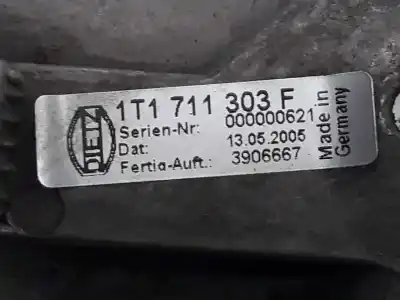 DIETZ
1T1 711 303 F
Serien-Nr: 000000621
Dat: 13.05.2005
Fertig-Auft.: 3906667
Made in
Germany